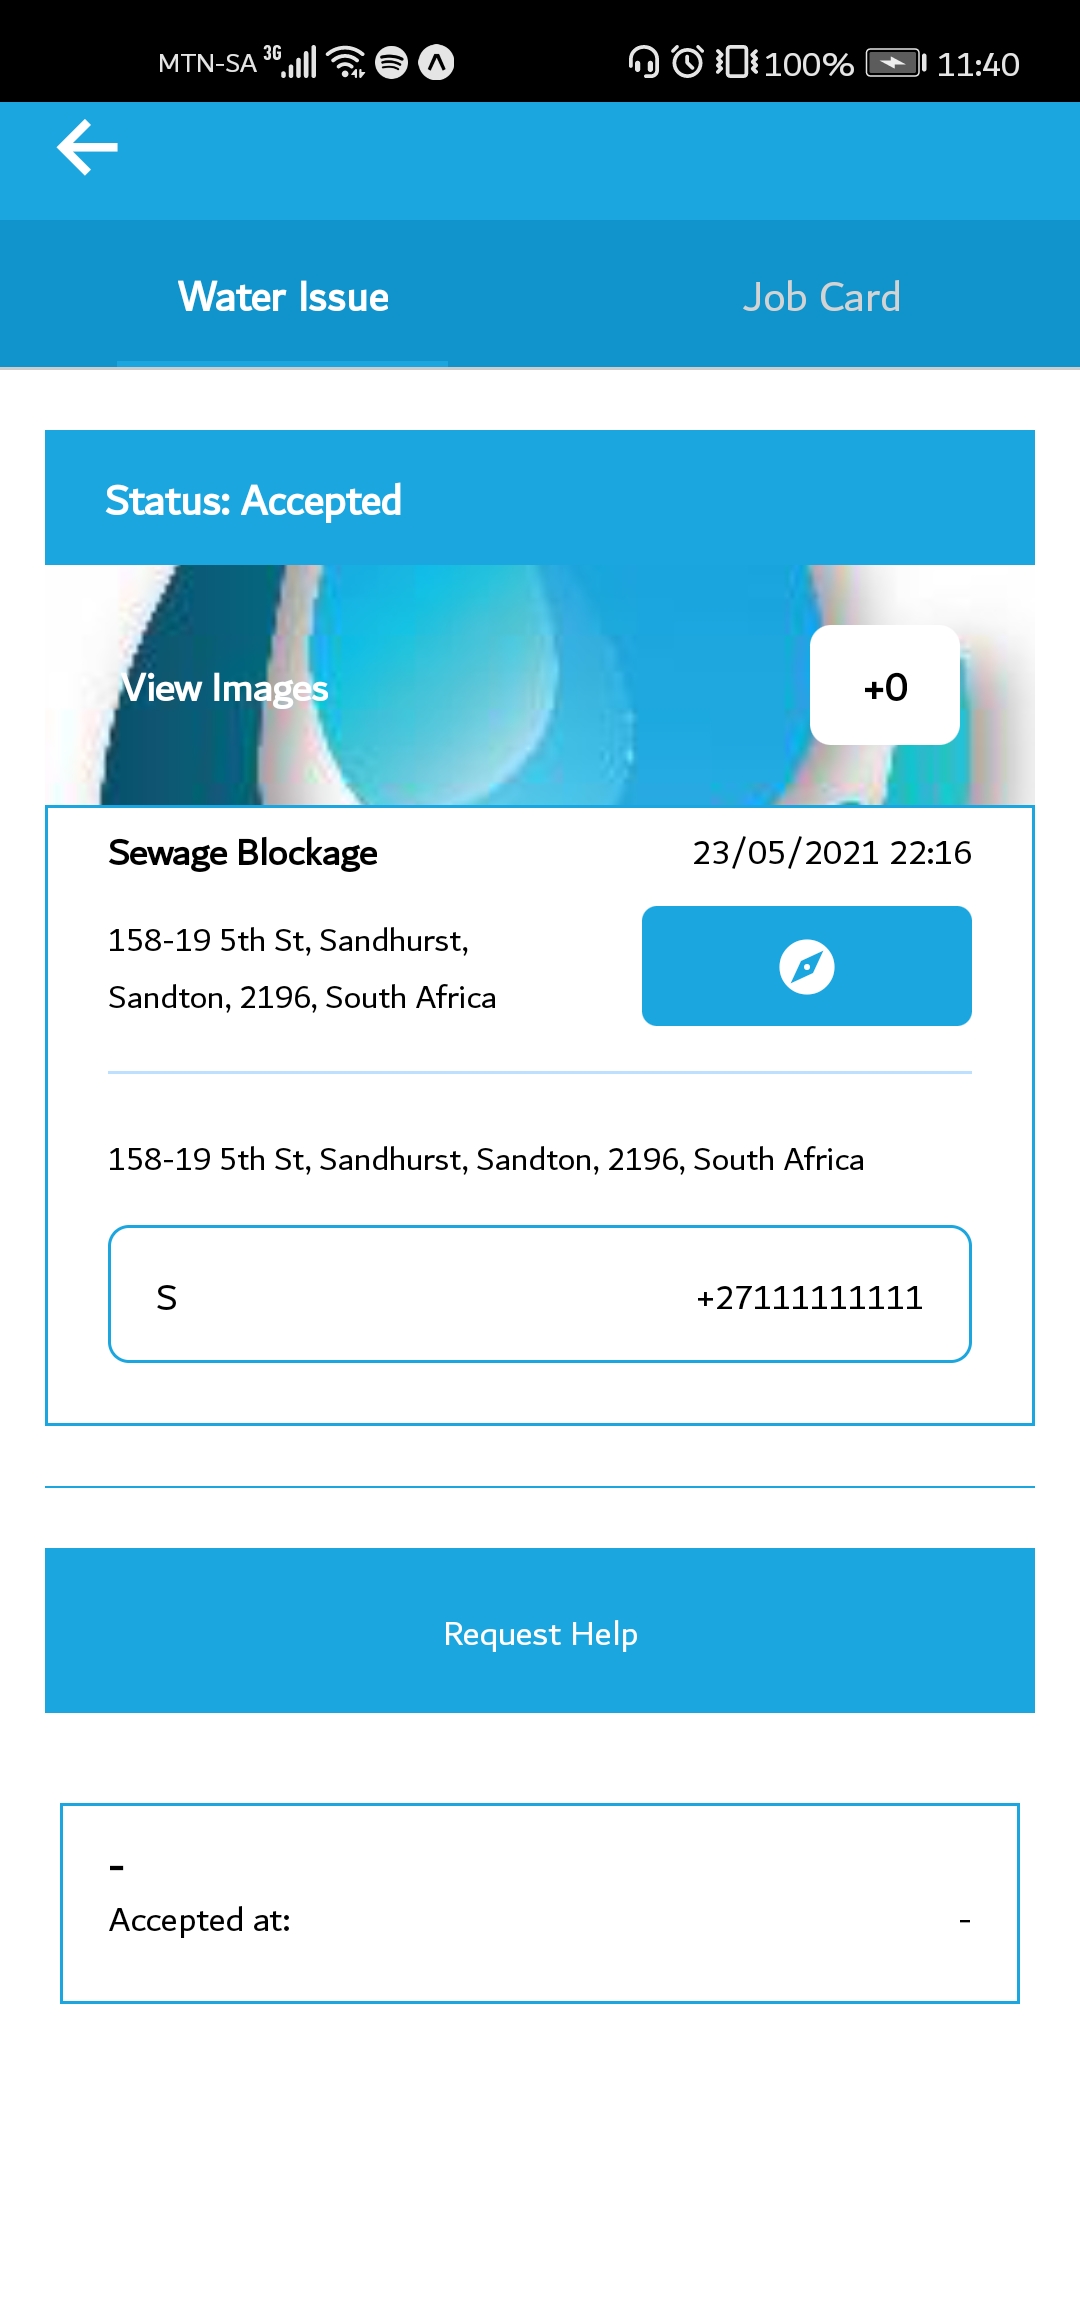 MTN-SA 3G 100% 11:40
Water Issue Job Card
Status: Accepted
View Images +0
Sewage Blockage 23/05/2021 22:16
158-19 5th St, Sandhurst,
Sandton, 2196, South Africa
158-19 5th St, Sandhurst, Sandton, 2196, South Africa
S +27111111111
Request Help
-
Accepted at: -